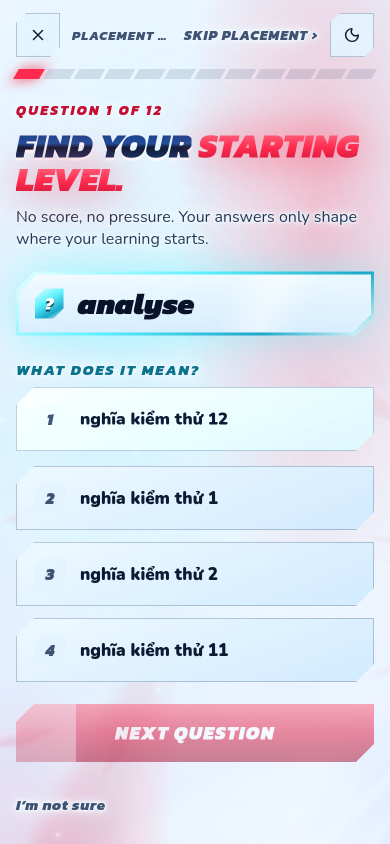 PLACEMENT ... SKIP PLACEMENT >
QUESTION 1 OF 12
FIND YOUR STARTING
LEVEL.
No score, no pressure. Your answers only shape
where your learning starts.
? analyse
WHAT DOES IT MEAN?
1 nghĩa kiểm thử 12
2 nghĩa kiểm thử 1
3 nghĩa kiểm thử 2
4 nghĩa kiểm thử 11
NEXT QUESTION
I'm not sure